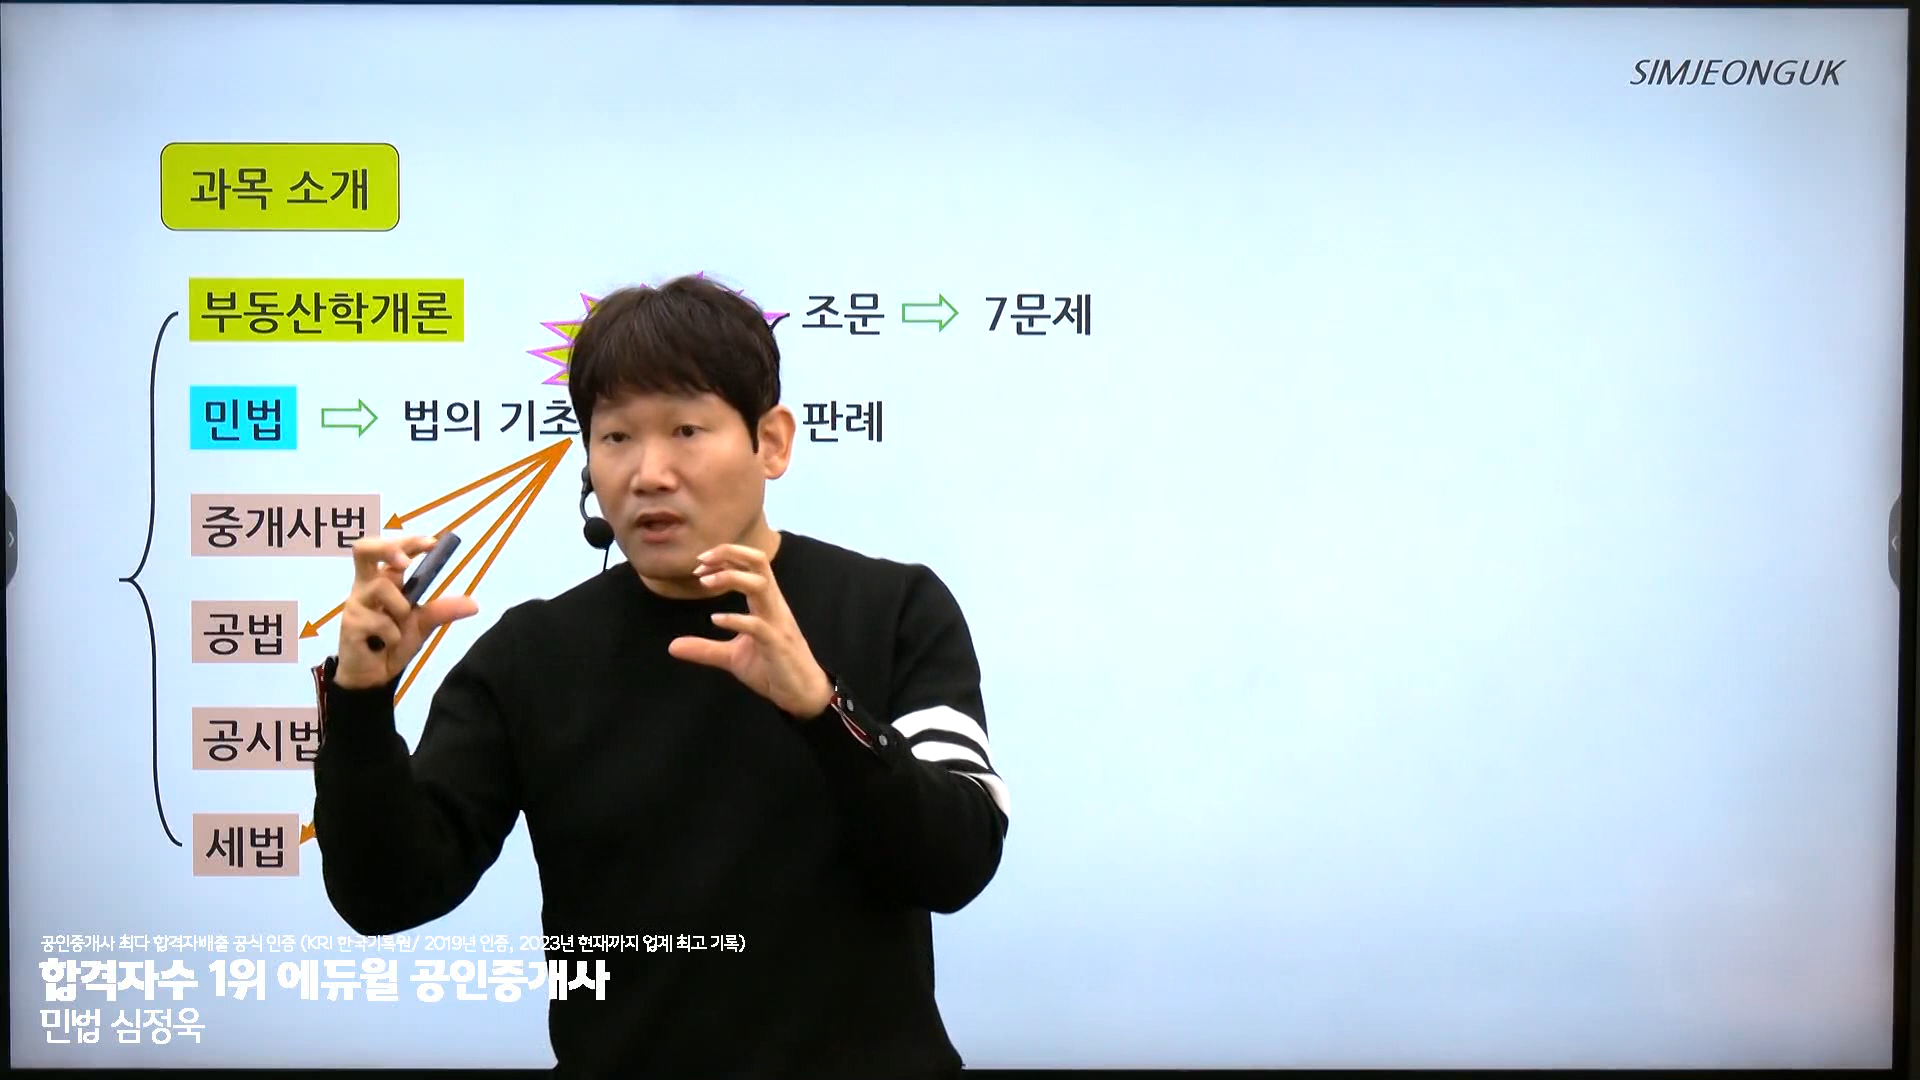 SIMJEONGUK
과목 소개
부동산학개론
조문 ⇨ 7문제
민법 ⇨ 법의 기초
판례
중개사법
공법
공시법
세법
공인중개사 최다 합격자배출 공식 인증 (KRI 한국기록원/ 2019년 인증, 2023년 현재까지 업계 최고 기록)
합격자수 1위 에듀윌 공인중개사
민법 심정욱